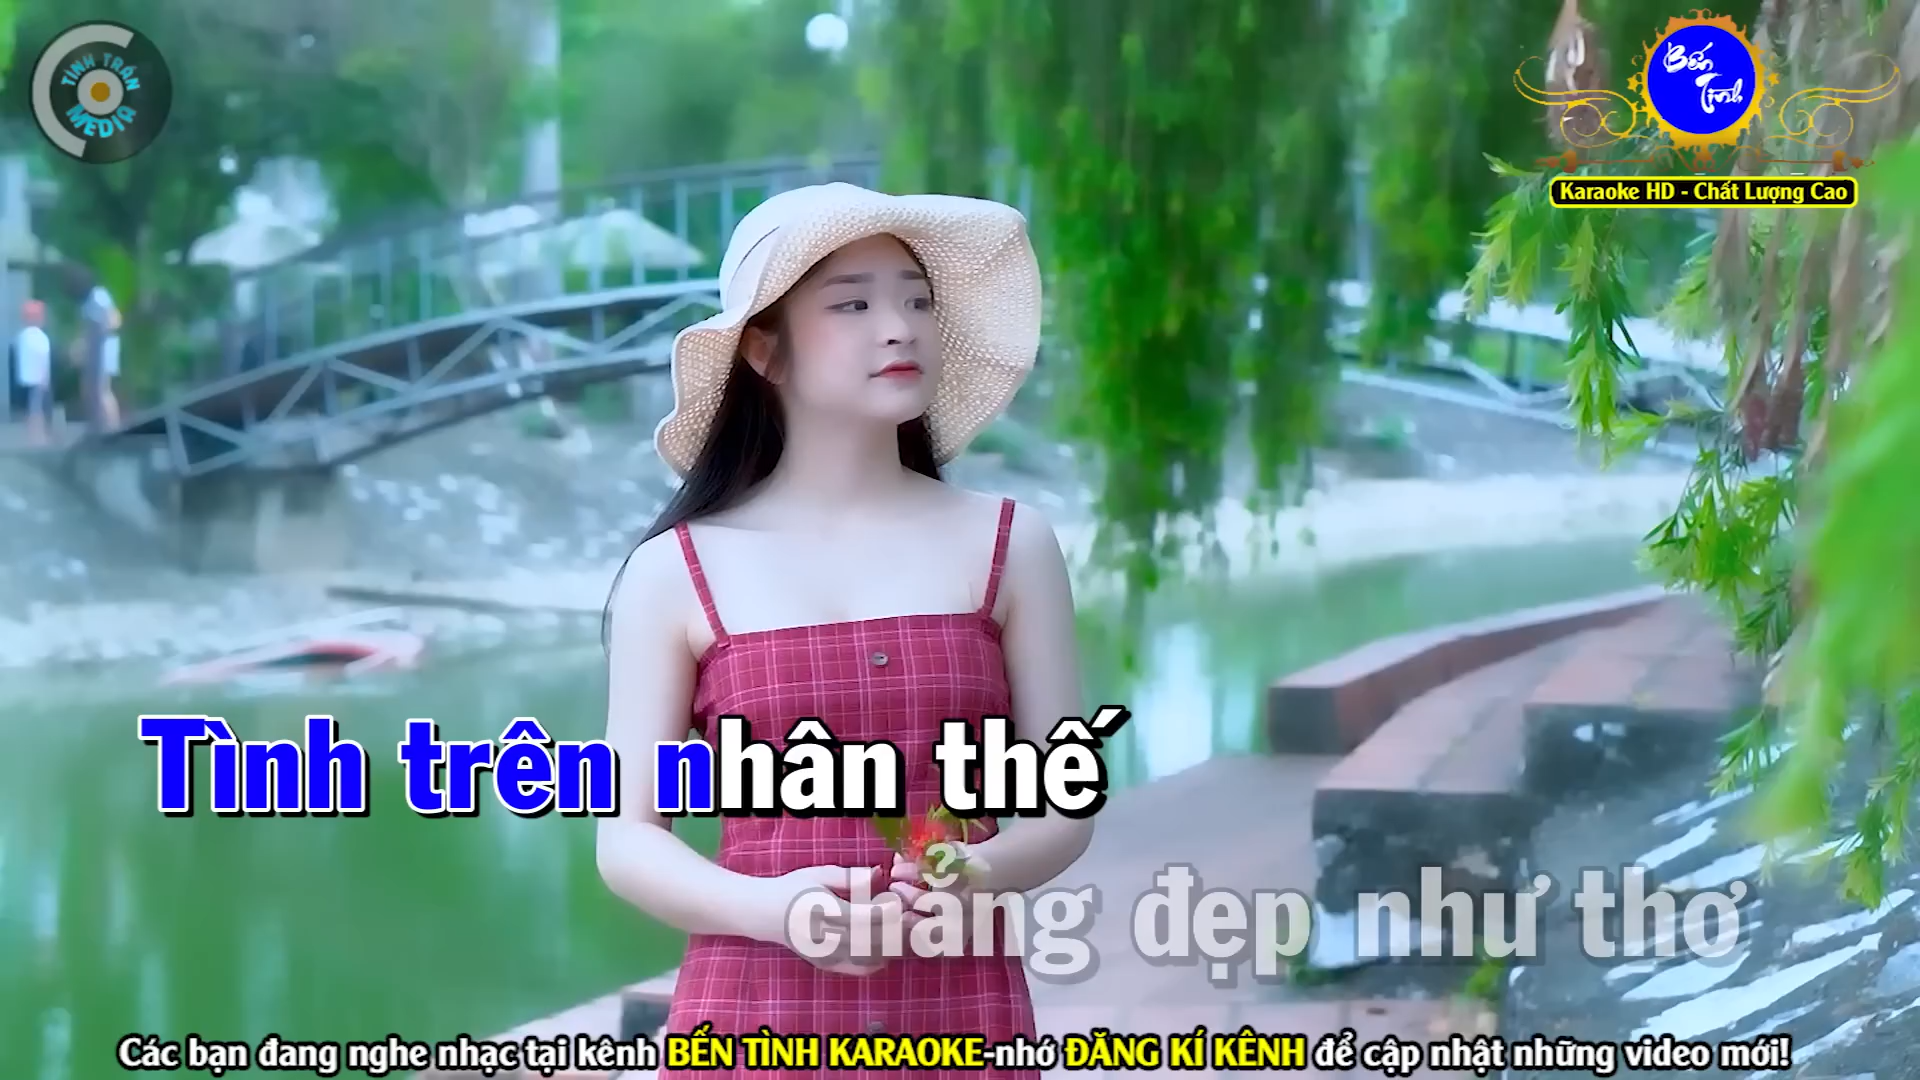 TÌNH TRẦN
MEDIA
Bến
Tình
Karaoke HD - Chất Lượng Cao
Tình trên nhân thế
chẳng đẹp như thơ
Các bạn đang nghe nhạc tại kênh BẾN TÌNH KARAOKE-nhớ ĐĂNG KÍ KÊNH để cập nhật những video mới!